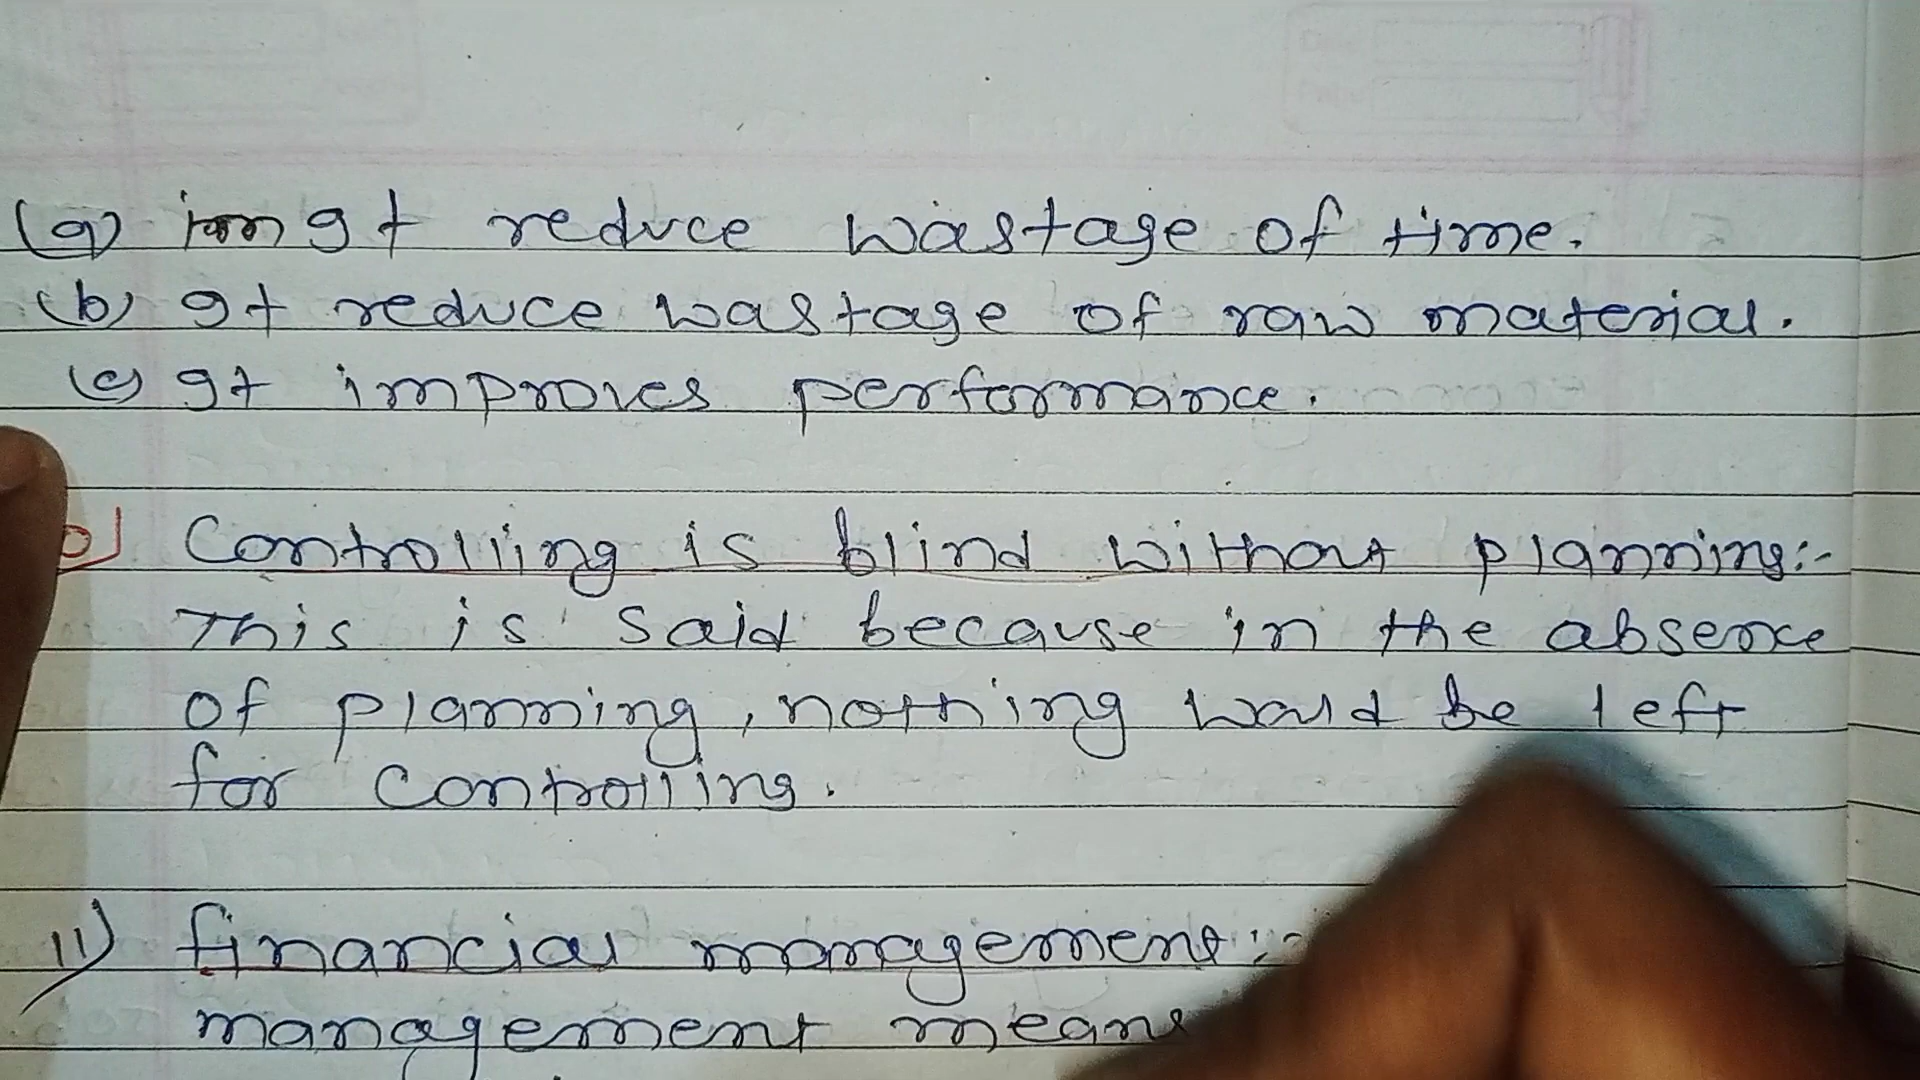 (a) It reduce wastage of time.
(b) It reduce wastage of raw material.
(c) It improves performance.
Controlling is blind without planning:-
This is said because in the absence
of planning, nothing would be left
for controlling.
11) financial management:-
management means